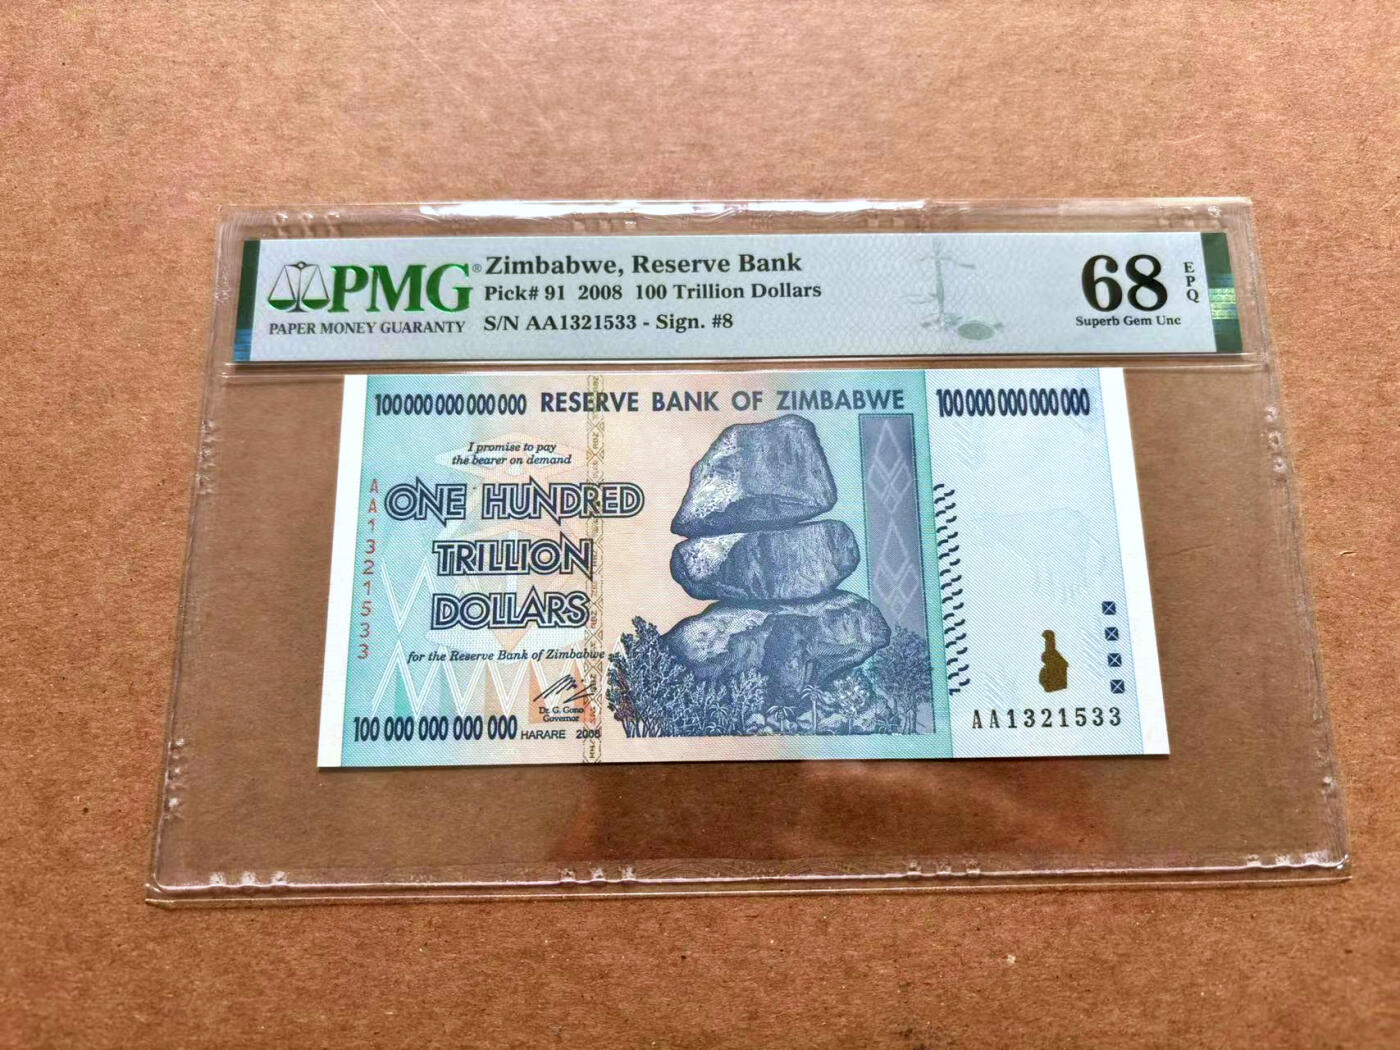 PMG®
PAPER MONEY GUARANTY
Zimbabwe, Reserve Bank
Pick# 91 2008 100 Trillion Dollars
S/N AA1321533 - Sign. #8
68
EPQ
Superb Gem Unc
100 000 000 000 000
RESERVE BANK OF ZIMBABWE
100 000 000 000 000
I promise to pay
the bearer on demand
AA1321533
ONE HUNDRED
TRILLION
DOLLARS
for the Reserve Bank of Zimbabwe
Dr. G. Gono
Governor
100 000 000 000 000
HARARE 2008
AA1321533